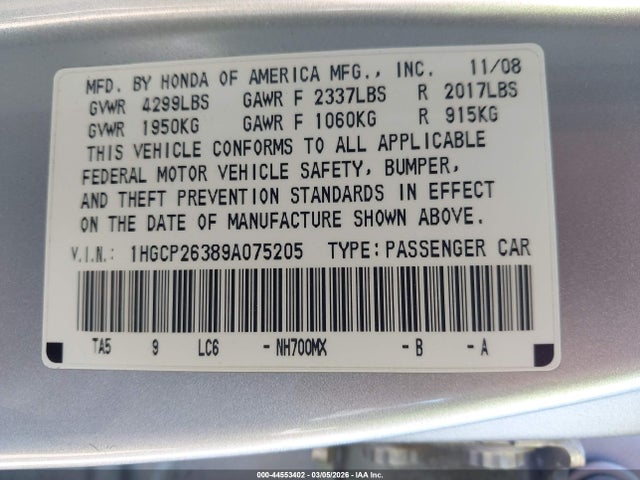 MFD. BY HONDA OF AMERICA MFG., INC. 11/08
GVWR 4299LBS GAWR F 2337LBS R 2017LBS
GVWR 1950KG GAWR F 1060KG R 915KG
THIS VEHICLE CONFORMS TO ALL APPLICABLE
FEDERAL MOTOR VEHICLE SAFETY, BUMPER,
AND THEFT PREVENTION STANDARDS IN EFFECT
ON THE DATE OF MANUFACTURE SHOWN ABOVE.
V.I.N.: 1HGCP26389A075205 TYPE: PASSENGER CAR
TA5 9 LC6 - NH700MX - B - A
000-44553402 - 03/05/2026 - IAA Inc.